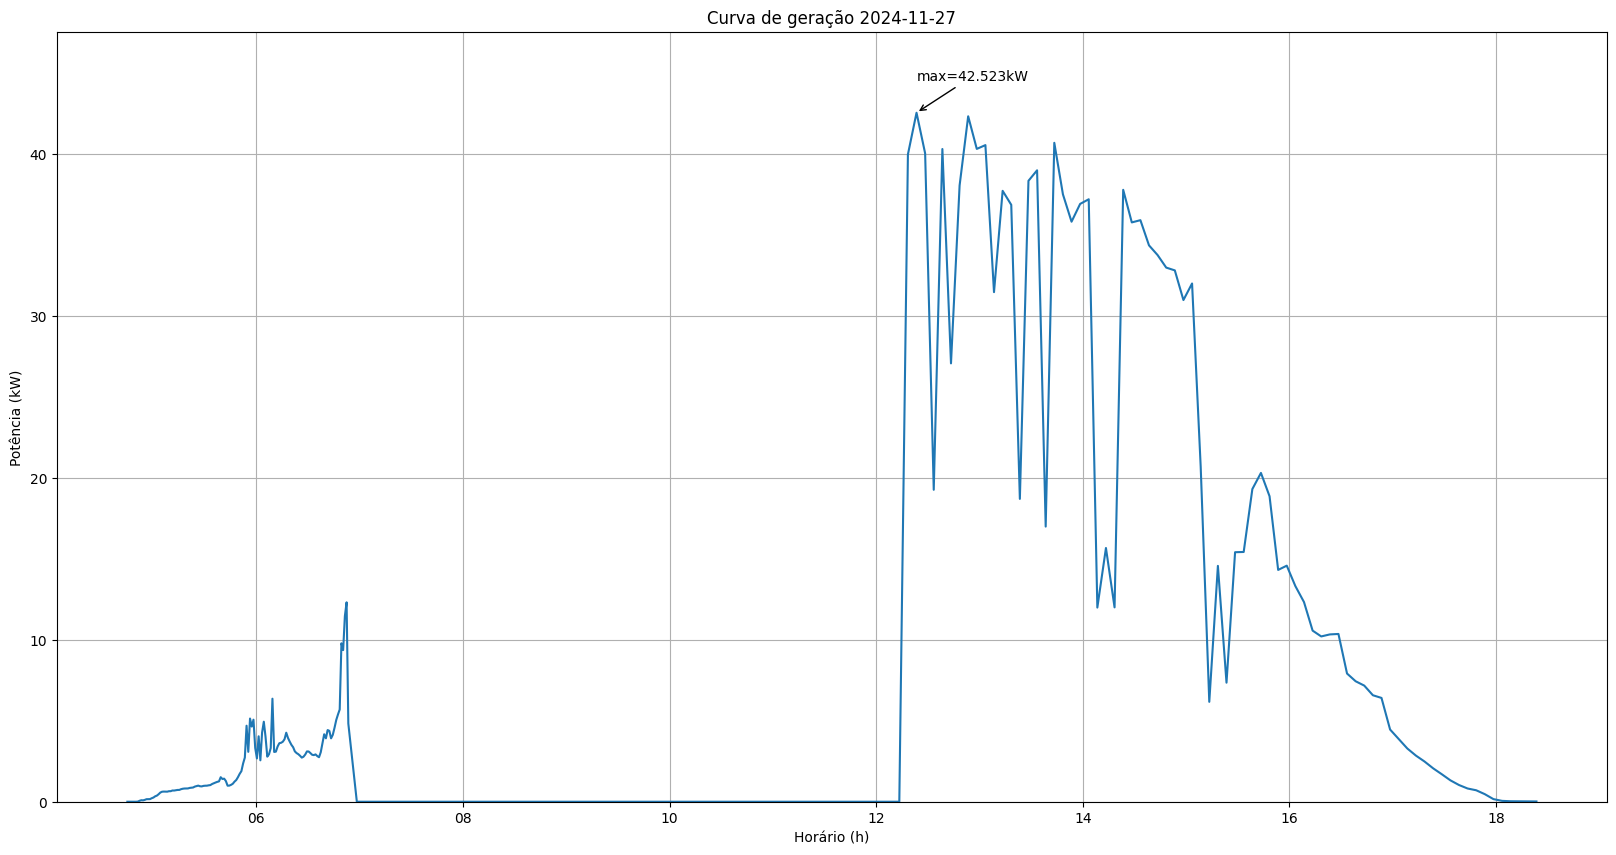 Curva de geração 2024-11-27
max=42.523kW
Potência (kW)
40
30
20
10
0
06 08 10 12 14 16 18
Horário (h)